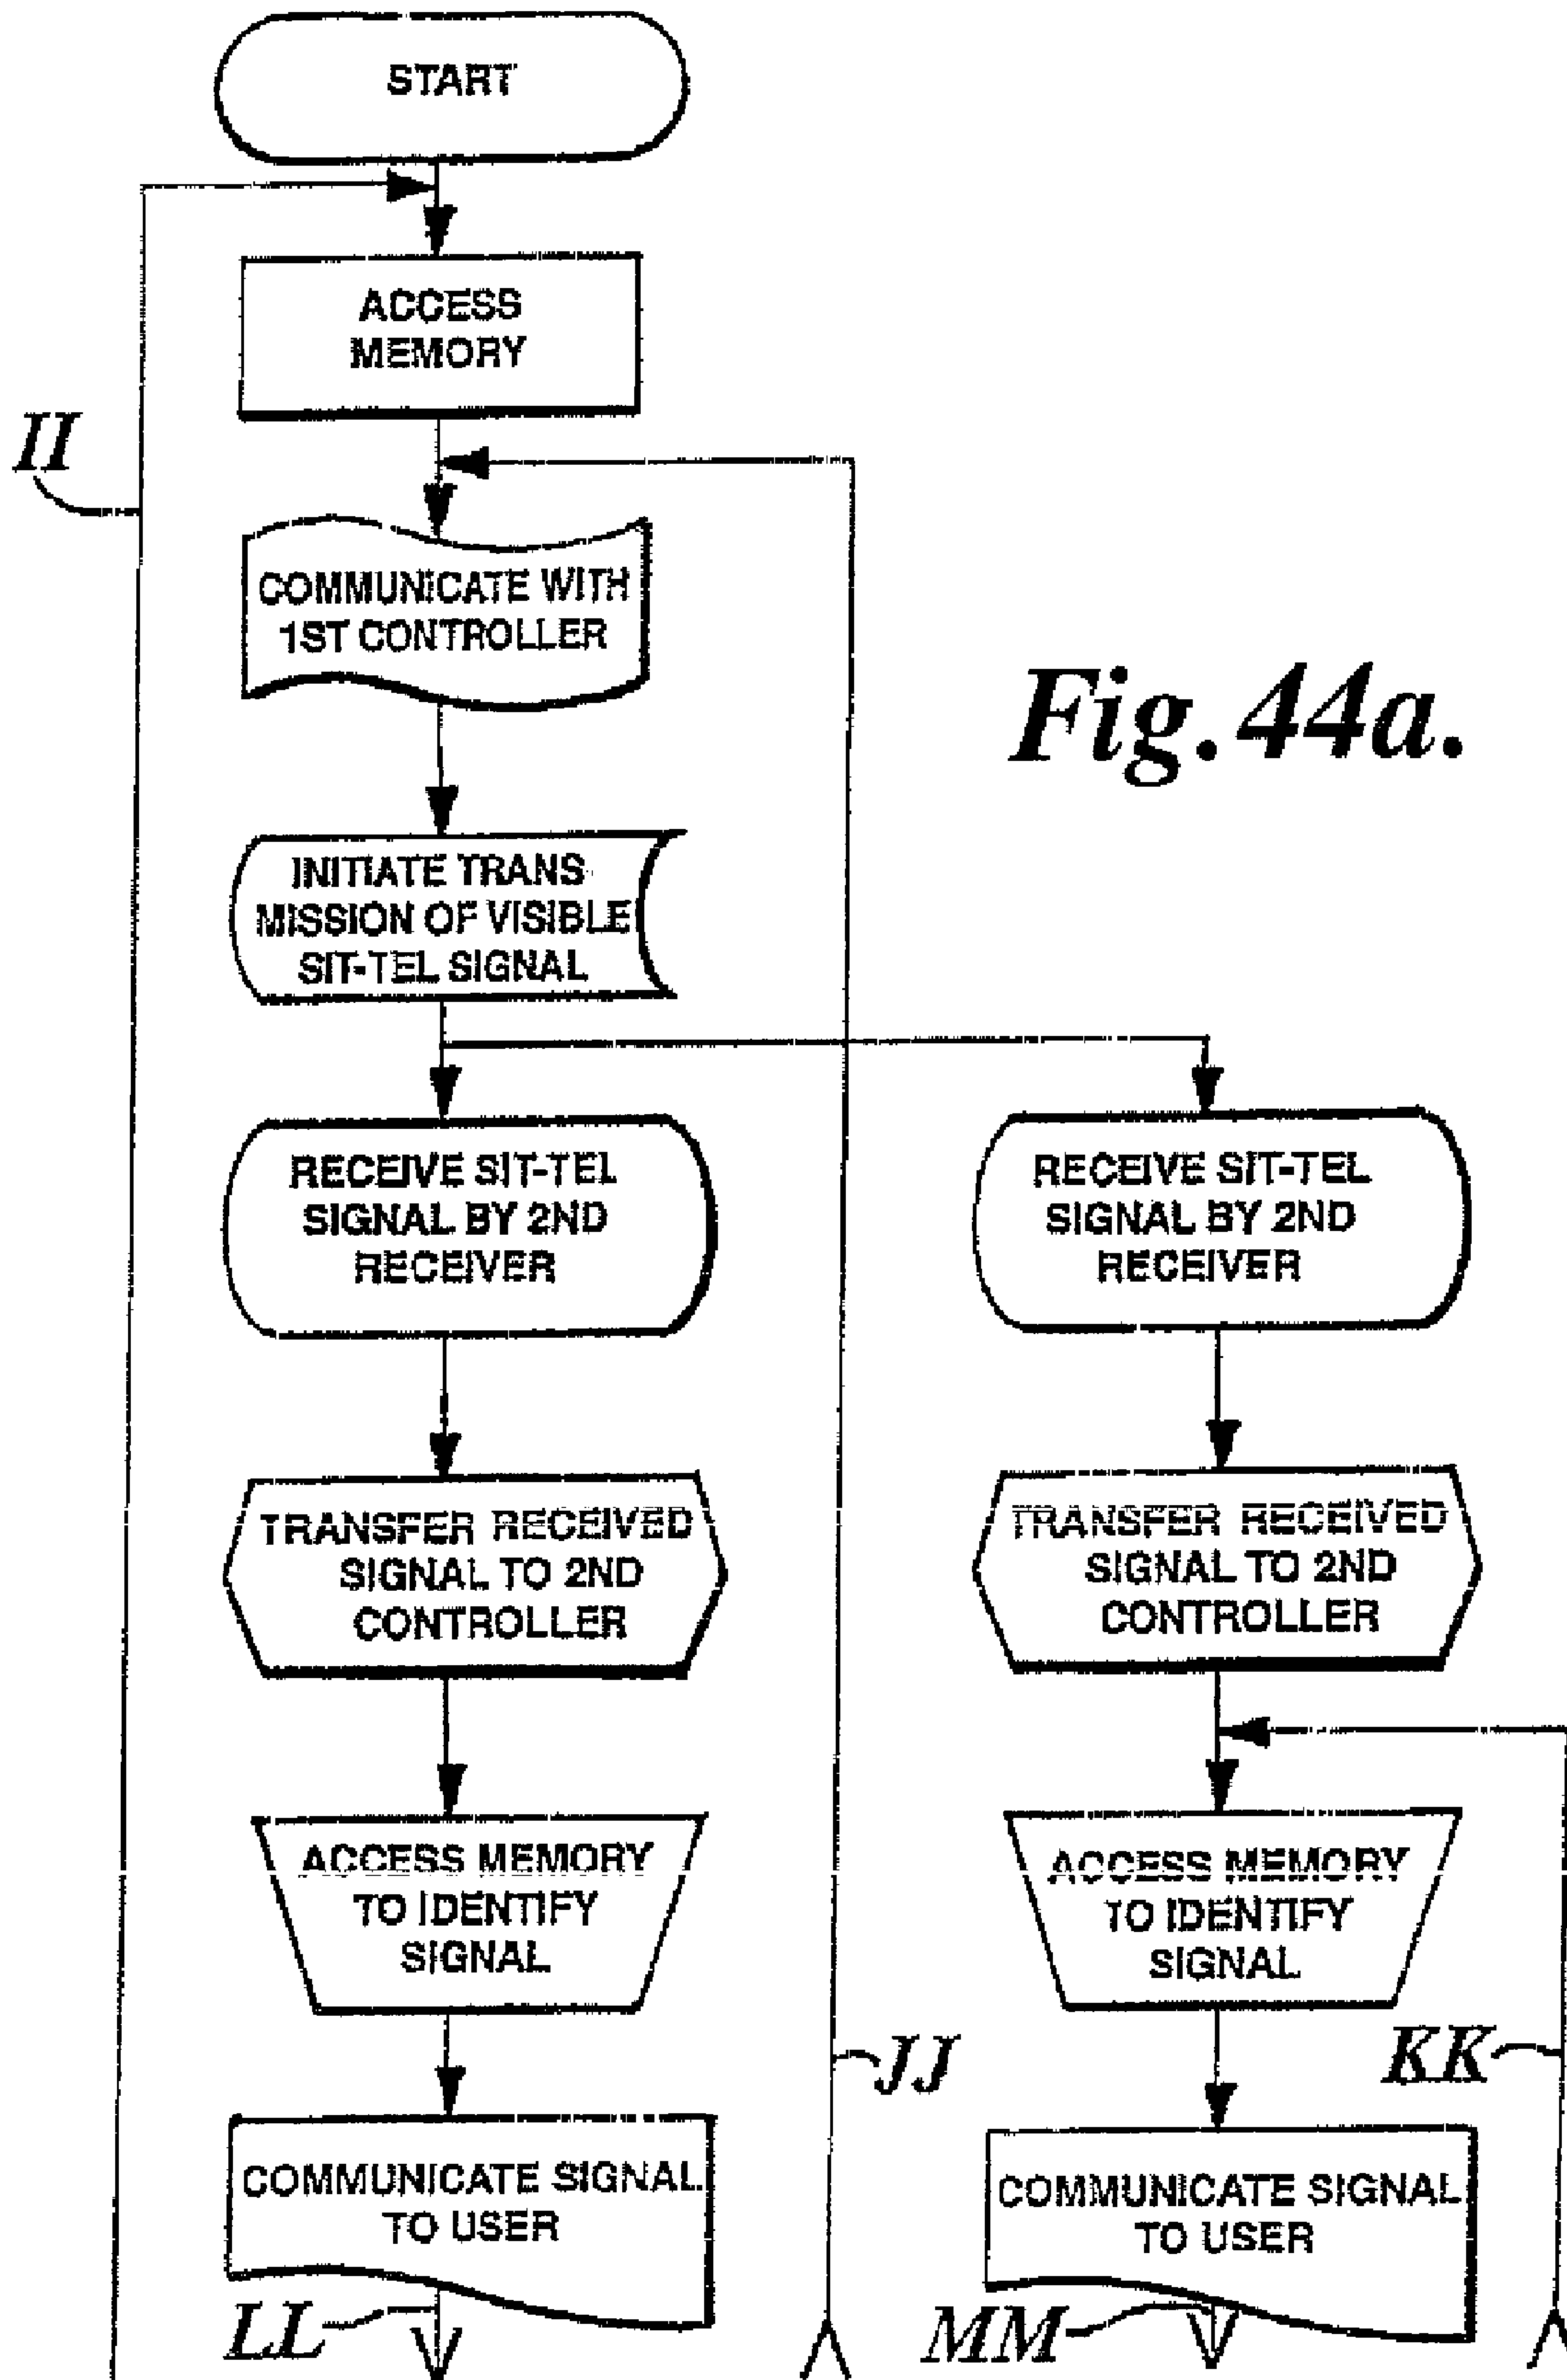 START
ACCESS
MEMORY
II
COMMUNICATE WITH
1ST CONTROLLER
Fig. 44a.
INITIATE TRANS
MISSION OF VISIBLE
SIT-TEL SIGNAL
RECEIVE SIT-TEL
SIGNAL BY 2ND
RECEIVER
RECEIVE SIT-TEL
SIGNAL BY 2ND
RECEIVER
TRANSFER RECEIVED
SIGNAL TO 2ND
CONTROLLER
TRANSFER RECEIVED
SIGNAL TO 2ND
CONTROLLER
ACCESS MEMORY
TO IDENTIFY
SIGNAL
ACCESS MEMORY
TO IDENTIFY
SIGNAL
JJ
KK
COMMUNICATE SIGNAL
TO USER
COMMUNICATE SIGNAL
TO USER
LL
MM